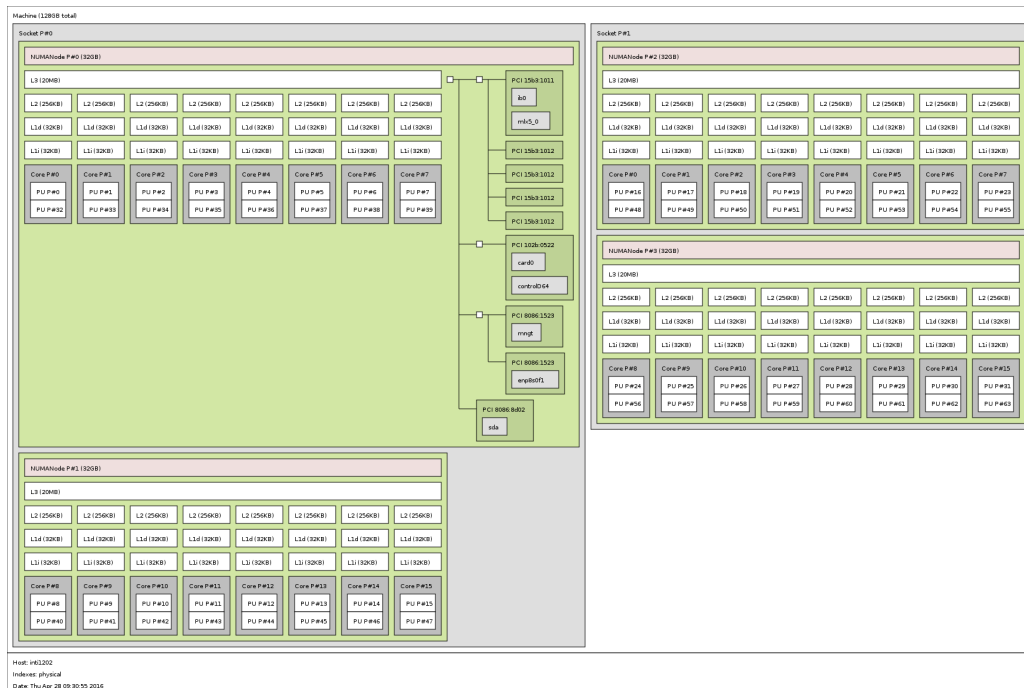 Machine (128GB total)
Socket P#0
NUMANode P#0 (32GB)
L3 (20MB)
L2 (256KB) L2 (256KB) L2 (256KB) L2 (256KB) L2 (256KB) L2 (256KB) L2 (256KB) L2 (256KB)
L1d (32KB) L1d (32KB) L1d (32KB) L1d (32KB) L1d (32KB) L1d (32KB) L1d (32KB) L1d (32KB)
L1i (32KB) L1i (32KB) L1i (32KB) L1i (32KB) L1i (32KB) L1i (32KB) L1i (32KB) L1i (32KB)
Core P#0 Core P#1 Core P#2 Core P#3 Core P#4 Core P#5 Core P#6 Core P#7
PU P#0 PU P#1 PU P#2 PU P#3 PU P#4 PU P#5 PU P#6 PU P#7
PU P#32 PU P#33 PU P#34 PU P#35 PU P#36 PU P#37 PU P#38 PU P#39
PCI 15b3:1011
ib0
mlx5_0
PCI 15b3:1012
PCI 15b3:1012
PCI 15b3:1012
PCI 15b3:1012
PCI 102b:0522
card0
controlD64
PCI 8086:1523
mngt
PCI 8086:1523
enp8s0f1
PCI 8086:8d02
sda
NUMANode P#1 (32GB)
L3 (20MB)
L2 (256KB) L2 (256KB) L2 (256KB) L2 (256KB) L2 (256KB) L2 (256KB) L2 (256KB) L2 (256KB)
L1d (32KB) L1d (32KB) L1d (32KB) L1d (32KB) L1d (32KB) L1d (32KB) L1d (32KB) L1d (32KB)
L1i (32KB) L1i (32KB) L1i (32KB) L1i (32KB) L1i (32KB) L1i (32KB) L1i (32KB) L1i (32KB)
Core P#8 Core P#9 Core P#10 Core P#11 Core P#12 Core P#13 Core P#14 Core P#15
PU P#8 PU P#9 PU P#10 PU P#11 PU P#12 PU P#13 PU P#14 PU P#15
PU P#40 PU P#41 PU P#42 PU P#43 PU P#44 PU P#45 PU P#46 PU P#47
Socket P#1
NUMANode P#2 (32GB)
L3 (20MB)
L2 (256KB) L2 (256KB) L2 (256KB) L2 (256KB) L2 (256KB) L2 (256KB) L2 (256KB) L2 (256KB)
L1d (32KB) L1d (32KB) L1d (32KB) L1d (32KB) L1d (32KB) L1d (32KB) L1d (32KB) L1d (32KB)
L1i (32KB) L1i (32KB) L1i (32KB) L1i (32KB) L1i (32KB) L1i (32KB) L1i (32KB) L1i (32KB)
Core P#0 Core P#1 Core P#2 Core P#3 Core P#4 Core P#5 Core P#6 Core P#7
PU P#16 PU P#17 PU P#18 PU P#19 PU P#20 PU P#21 PU P#22 PU P#23
PU P#48 PU P#49 PU P#50 PU P#51 PU P#52 PU P#53 PU P#54 PU P#55
NUMANode P#3 (32GB)
L3 (20MB)
L2 (256KB) L2 (256KB) L2 (256KB) L2 (256KB) L2 (256KB) L2 (256KB) L2 (256KB) L2 (256KB)
L1d (32KB) L1d (32KB) L1d (32KB) L1d (32KB) L1d (32KB) L1d (32KB) L1d (32KB) L1d (32KB)
L1i (32KB) L1i (32KB) L1i (32KB) L1i (32KB) L1i (32KB) L1i (32KB) L1i (32KB) L1i (32KB)
Core P#8 Core P#9 Core P#10 Core P#11 Core P#12 Core P#13 Core P#14 Core P#15
PU P#24 PU P#25 PU P#26 PU P#27 PU P#28 PU P#29 PU P#30 PU P#31
PU P#56 PU P#57 PU P#58 PU P#59 PU P#60 PU P#61 PU P#62 PU P#63
Host: inti1202
Indexes: physical
Date: Thu Apr 28 09:30:55 2016